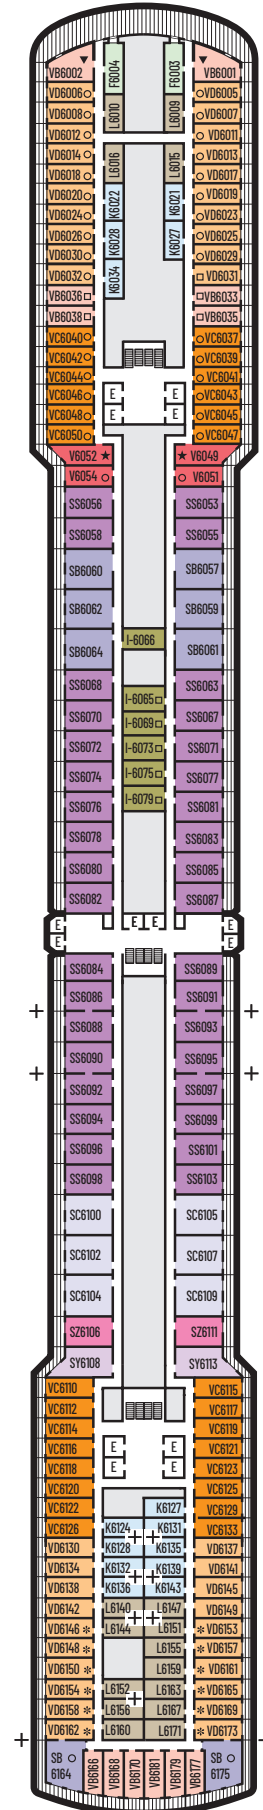 VB6002 F6004 F6003 VB6001
VD6006 L6010 L6009 VD6005
VD6008 VD6007
VD6012 VD6011
VD6014 L6016 L6015 VD6013
VD6018 VD6017
VD6020 K6022 K6021 VD6019
VD6024 VD6023
VD6026 K6028 K6027 VD6025
VD6030 VD6029
VD6032 K6034 VD6031
VB6036 VB6033
VB6038 VB6035
VC6040 VC6037
VC6042 VC6039
VC6044 VC6041
VC6046 E E VC6043
VC6048 E E VC6045
VC6050 VC6047
V6052 V6049
V6054 V6051
SS6056 SS6053
SS6058 SS6055
SB6060 SB6057
SB6062 SB6059
SB6064 I-6066 SB6061
SS6068 I-6065 SS6063
SS6070 I-6069 SS6067
SS6072 I-6073 SS6071
SS6074 I-6075 SS6077
SS6076 I-6079 SS6081
SS6078 SS6083
SS6080 SS6085
SS6082 SS6087
E E E E
E E
SS6084 SS6089
SS6086 SS6091
SS6088 SS6093
SS6090 SS6095
SS6092 SS6097
SS6094 SS6099
SS6096 SS6101
SS6098 SS6103
SC6100 SC6105
SC6102 SC6107
SC6104 SC6109
SZ6106 SZ6111
SY6108 SY6113
VC6110 VC6115
VC6112 VC6117
VC6114 VC6119
VC6116 E E VC6121
VC6118 E E VC6123
VC6120 VC6125
VC6122 K6127 VC6129
VC6126 K6124 K6131 VC6133
VD6130 K6128 K6135 VD6137
VD6134 K6132 K6139 VD6141
VD6138 K6136 K6143 VD6145
VD6142 L6140 L6147 VD6149
VD6146 L6144 L6151 VD6153
VD6148 L6155 VD6157
VD6150 L6159 VD6161
VD6154 L6152 L6163 VD6165
VD6158 L6156 L6167 VD6169
VD6162 L6160 L6171 VD6173
SB 6164 VB6166 VB6168 VB6170 VB6181 VB6179 VB6177 SB 6175